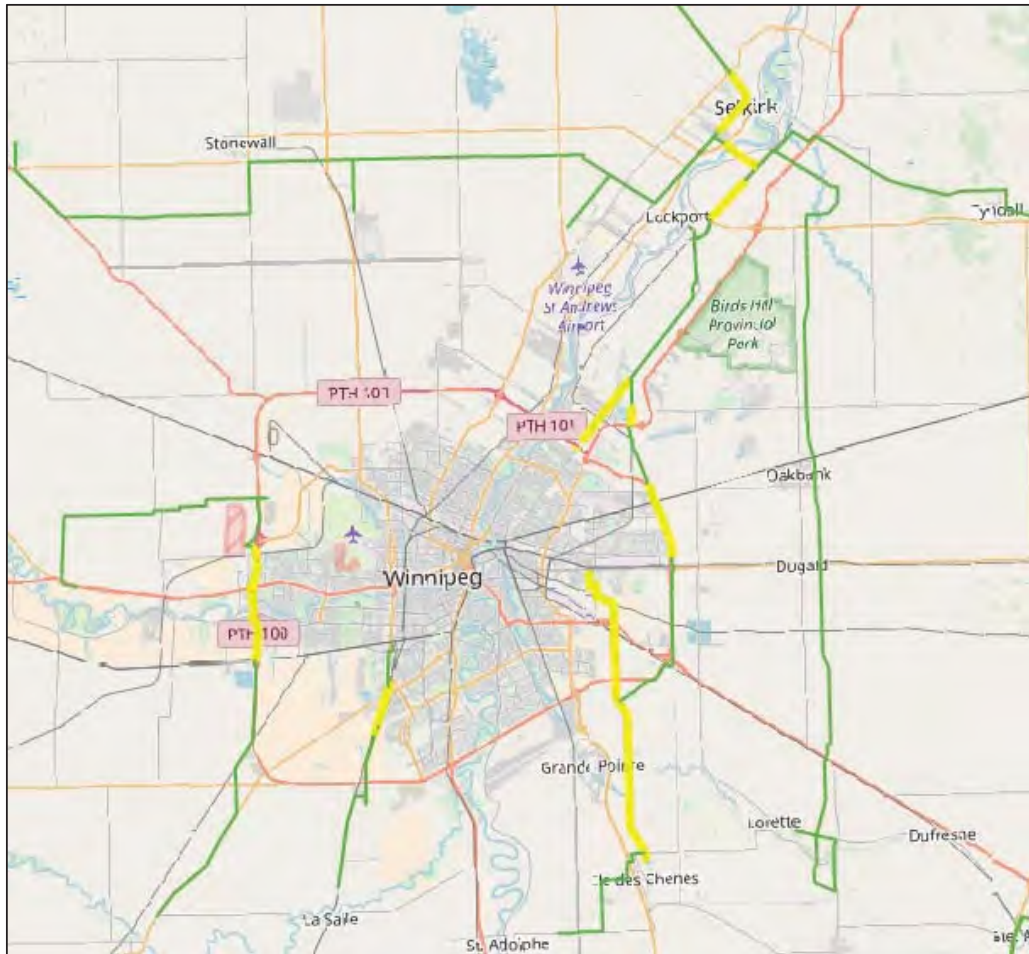 Selkirk
Stonewall
Tyndall
Lockport
Winnipeg
St Andrews
Airport
Birds Hill
Provincial
Park
PTH 101
PTH 101
Oakbank
Winnipeg
Dugald
PTH 100
Grande Pointe
Lorette
Dufresne
Ile des Chenes
La Salle
St. Adolphe